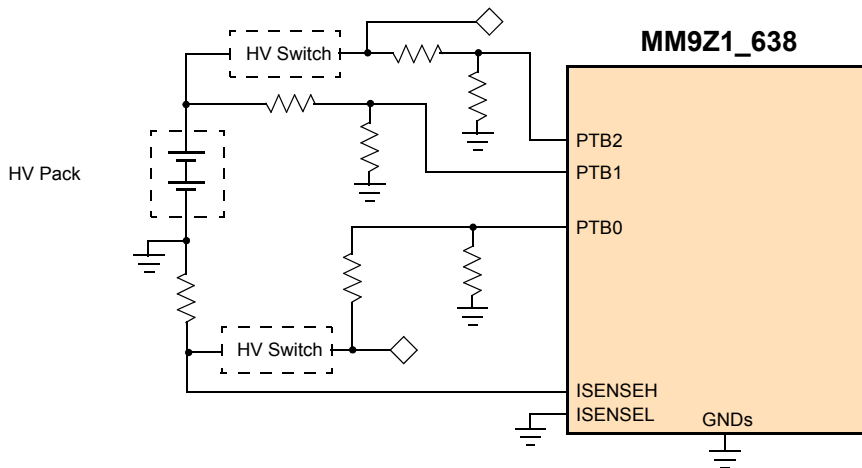 HV Switch
MM9Z1_638
PTB2
PTB1
HV Pack
PTB0
HV Switch
ISENSEH
ISENSEL
GNDs